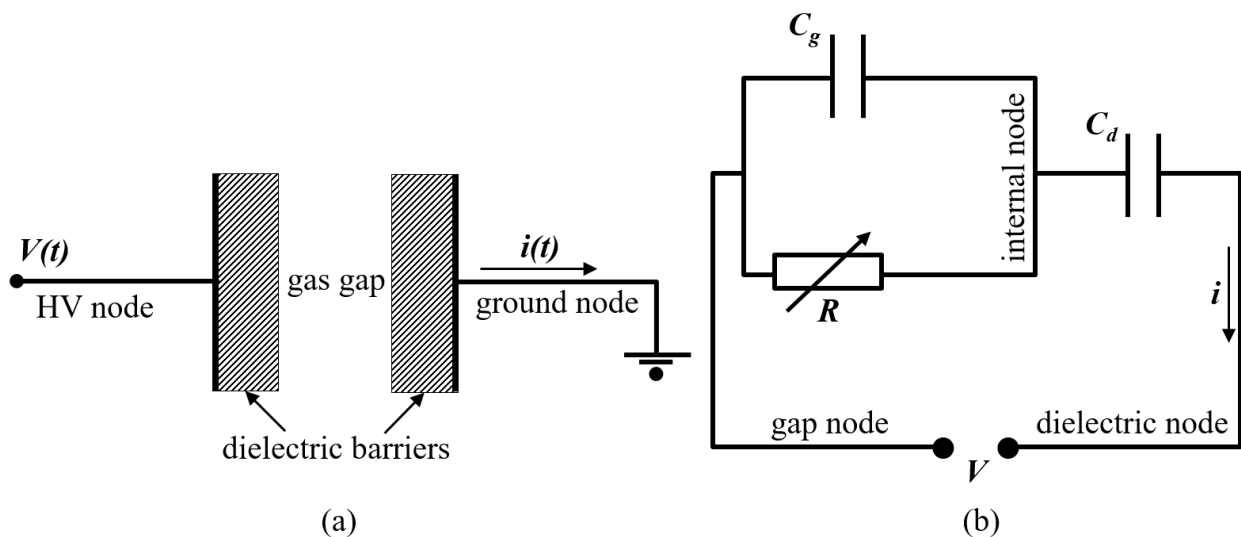 V(t)
HV node
gas gap
i(t)
ground node
dielectric barriers
(a)
C_g
internal node
C_d
R
i
gap node
dielectric node
V
(b)